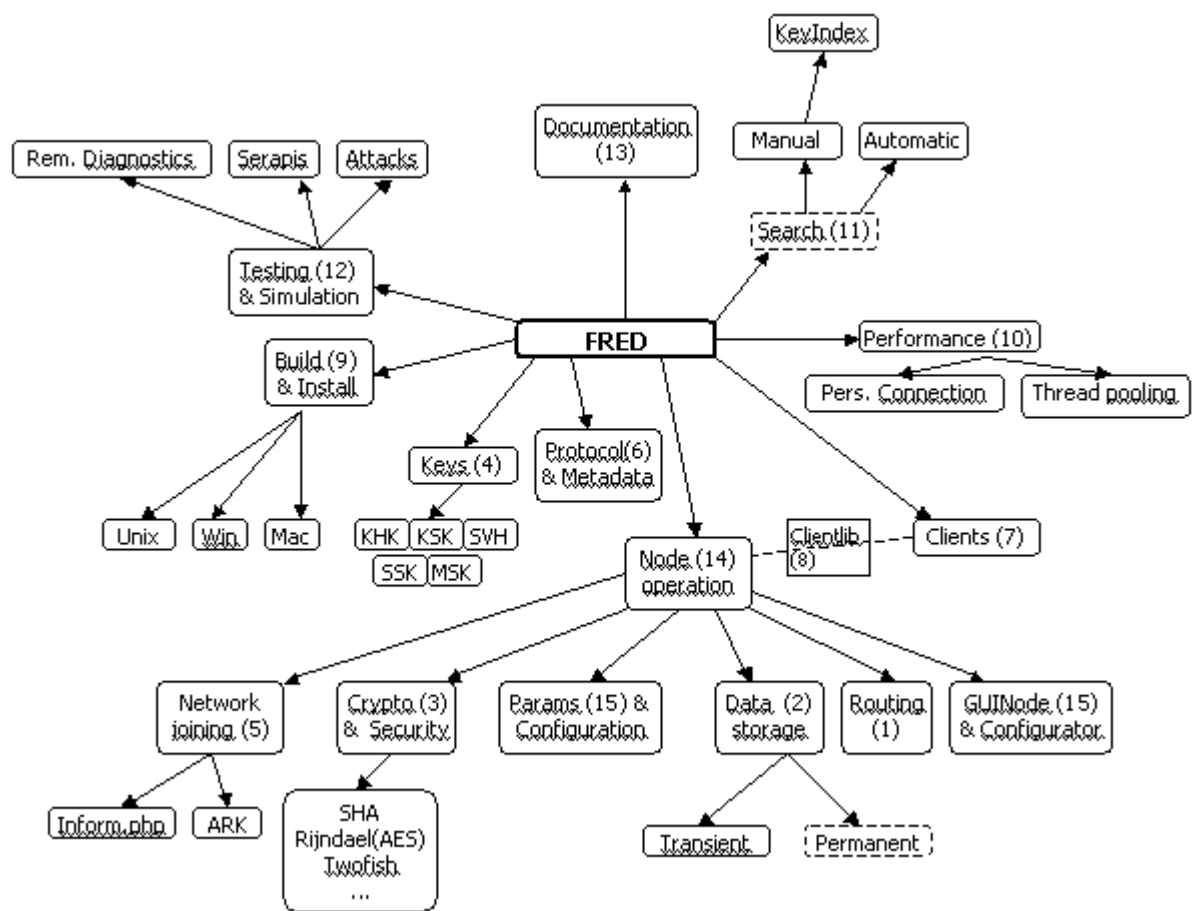 KeyIndex
Documentation
(13)
Manual
Automatic
Rem. Diagnostics
Serapis
Attacks
Search (11)
Testing (12)
& Simulation
FRED
Performance (10)
Build (9)
& Install
Pers. Connection
Thread pooling
Keys (4)
Protocol(6)
& Metadata
Unix
Win
Mac
KHK
KSK
SVH
SSK
MSK
Clientlib
(8)
Clients (7)
Node (14)
operation
Network
joining (5)
Crypto (3)
& Security
Params (15) &
Configuration
Data (2)
storage
Routing
(1)
GUINode (15)
& Configurator
Inform.php
ARK
SHA
Rijndael(AES)
Twofish
...
Transient
Permanent